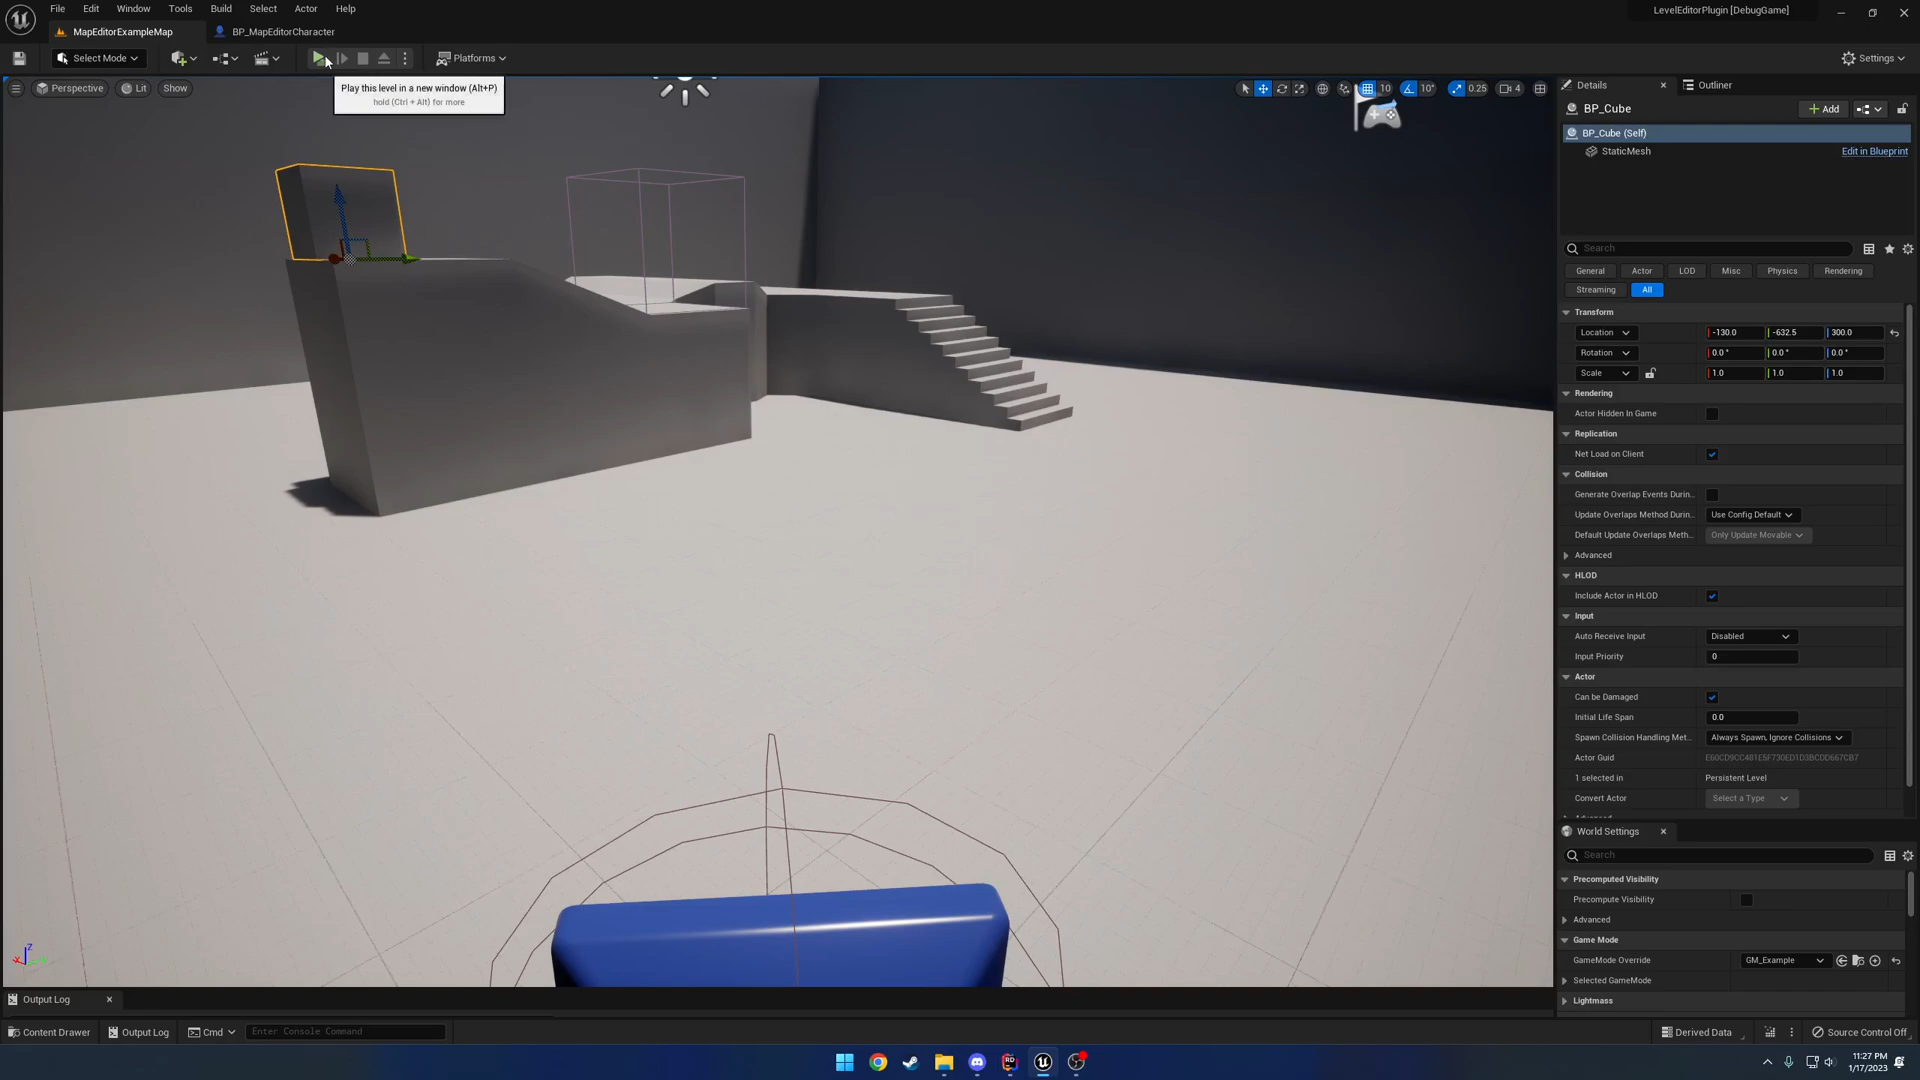 File Edit Window Tools Build Select Actor Help
LevelEditorPlugin [DebugGame]
MapEditorExampleMap
BP_MapEditorCharacter
Select Mode
Platforms
Settings
Play this level in a new window (Alt+P)
hold (Ctrl + Alt) for more
Perspective
Lit
Show
10
10°
0.25
4
Details
Outliner
BP_Cube
Add
BP_Cube (Self)
StaticMesh
Edit in Blueprint
Search
General
Actor
LOD
Misc
Physics
Rendering
Streaming
All
Transform
Location -130.0 -632.5 300.0
Rotation 0.0° 0.0° 0.0°
Scale 1.0 1.0 1.0
Rendering
Actor Hidden In Game
Replication
Net Load on Client
Collision
Generate Overlap Events Durin..
Update Overlaps Method Durin.. Use Config Default
Default Update Overlaps Meth.. Only Update Movable
Advanced
HLOD
Include Actor in HLOD
Input
Auto Receive Input Disabled
Input Priority 0
Actor
Can be Damaged
Initial Life Span 0.0
Spawn Collision Handling Met.. Always Spawn, Ignore Collisions
Actor Guid
1 selected in Persistent Level
Convert Actor Select a Type
World Settings
Search
Precomputed Visibility
Precompute Visibility
Advanced
Game Mode
GameMode Override GM_Example
Selected GameMode
Lightmass
Z
X
Y
Output Log
Content Drawer
Output Log
Cmd
Enter Console Command
Derived Data
Source Control Off
11:27 PM
1/17/2023